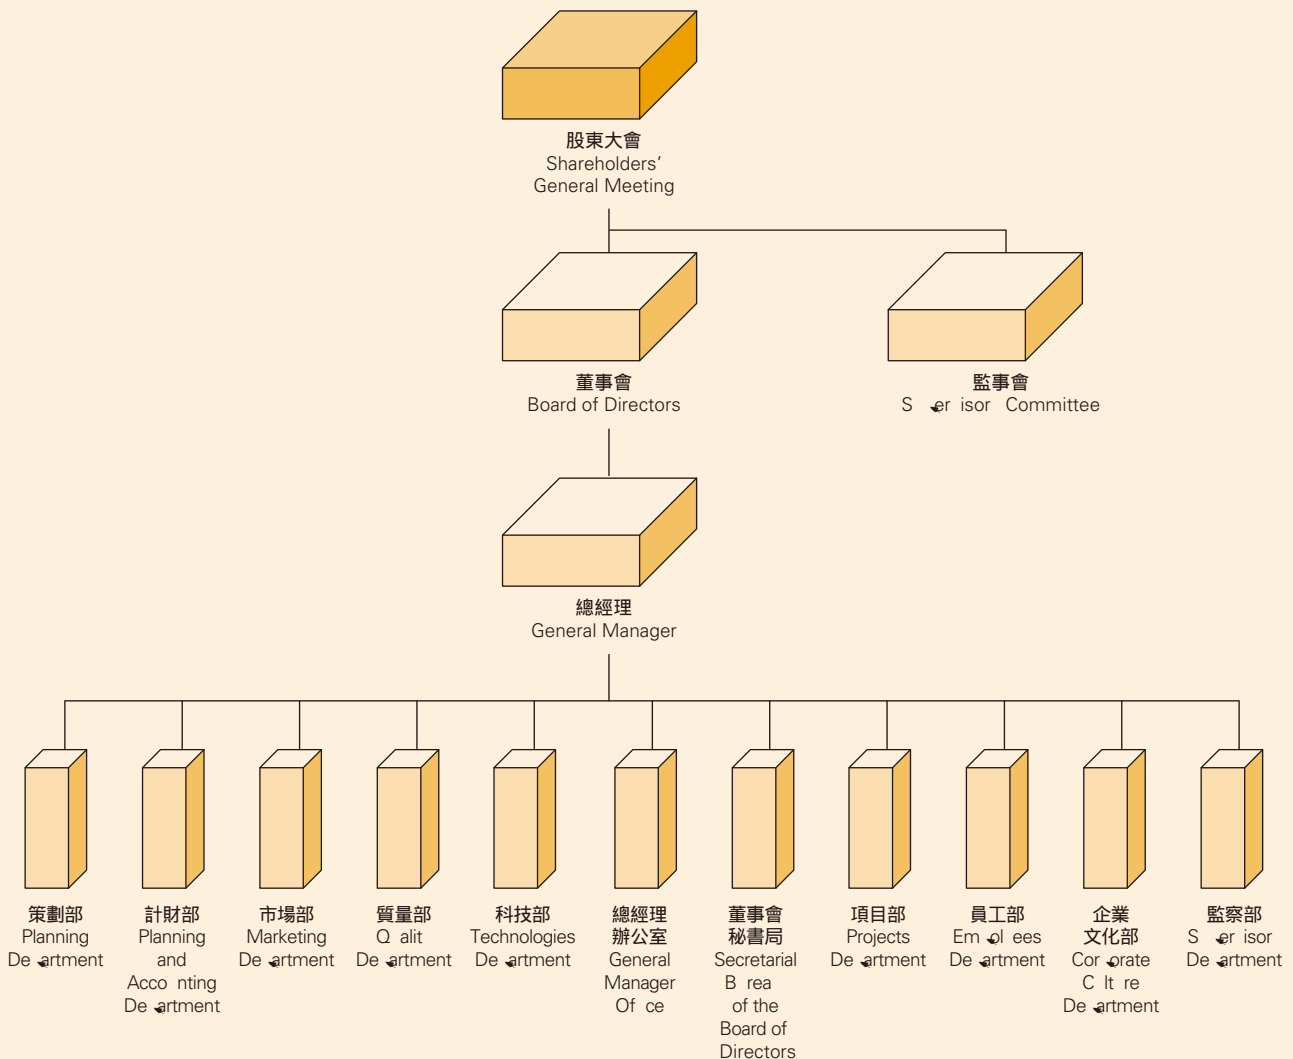 股東大會
Shareholders'
General Meeting
董事會
Board of Directors
監事會
S er isor Committee
總經理
General Manager
策劃部
Planning
De artment
計財部
Planning
and
Acco nting
De artment
市場部
Marketing
De artment
質量部
Q alit
De artment
科技部
Technologies
De artment
總經理
辦公室
General
Manager
Of ce
董事會
秘書局
Secretarial
B rea
of the
Board of
Directors
項目部
Projects
De artment
員工部
Em ol ees
De artment
企業
文化部
Cor orate
C lt re
De artment
監察部
S er isor
De artment